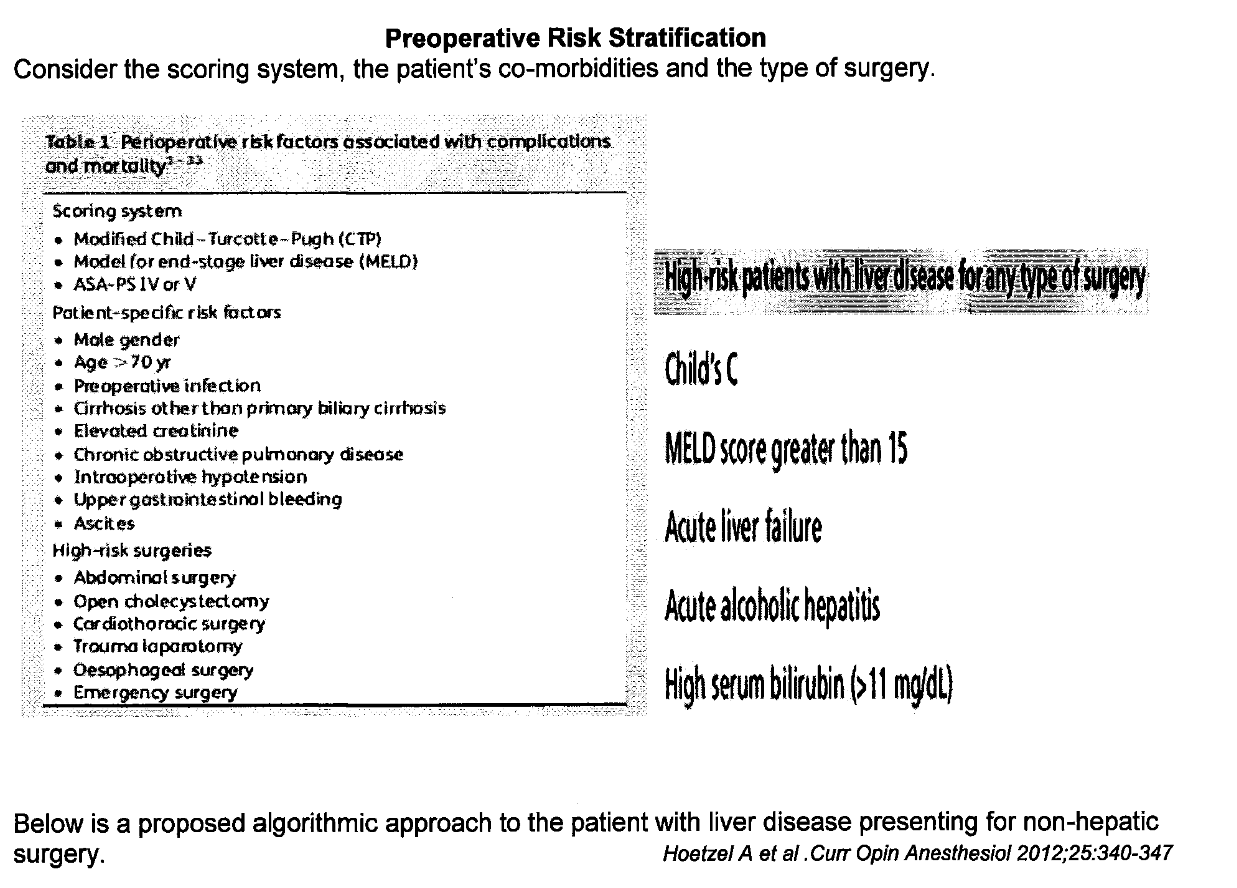 Preoperative Risk Stratification
Consider the scoring system, the patient's co-morbidities and the type of surgery.
Table 1 Perioperative risk factors associated with complications
and mortality
Scoring system
• Modified Child–Turcotte–Pugh (CTP)
• Model for end-stage liver disease (MELD)
• ASA-PS IV or V
Patient-specific risk factors
• Male gender
• Age >70 yr
• Preoperative infection
• Cirrhosis other than primary biliary cirrhosis
• Elevated creatinine
• Chronic obstructive pulmonary disease
• Intraoperative hypotension
• Upper gastrointestinal bleeding
• Ascites
High-risk surgeries
• Abdominal surgery
• Open cholecystectomy
• Cardiothoracic surgery
• Trauma laparotomy
• Oesophageal surgery
• Emergency surgery
High-risk patients with liver disease for any type of surgery
Child's C
MELD score greater than 15
Acute liver failure
Acute alcoholic hepatitis
High serum bilirubin (>11 mg/dL)
Below is a proposed algorithmic approach to the patient with liver disease presenting for non-hepatic
surgery.
Hoetzel A et al .Curr Opin Anesthesiol 2012;25:340-347